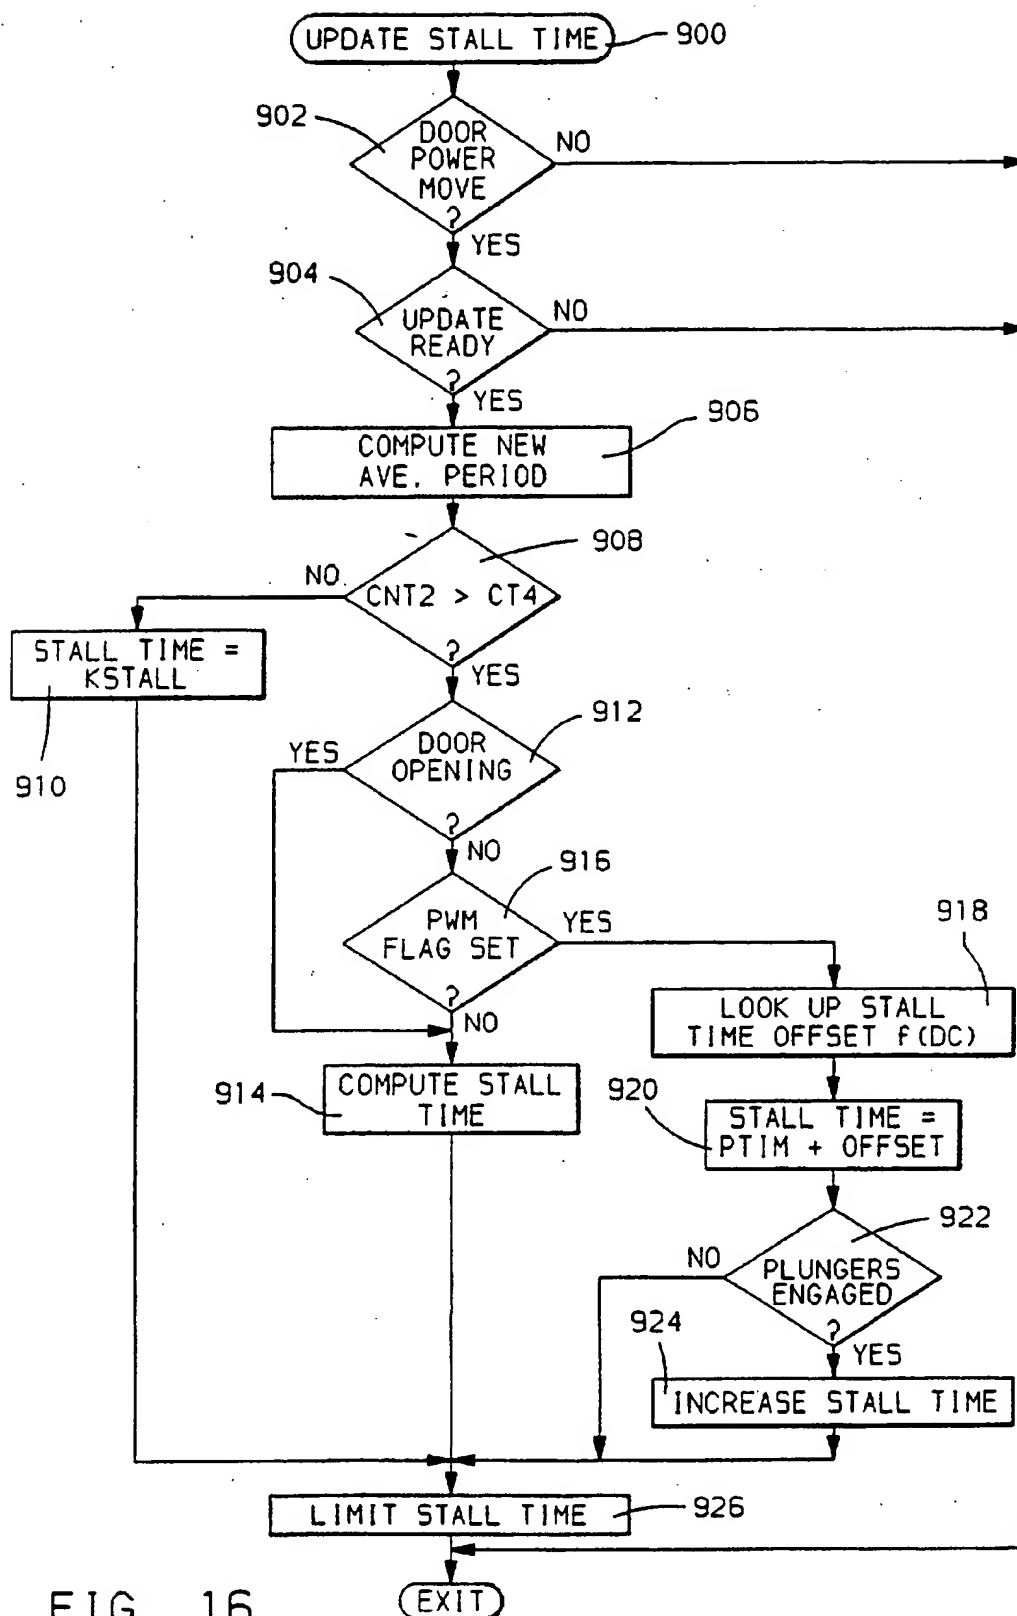 UPDATE STALL TIME
900
902
DOOR
POWER
MOVE
?
NO
YES
904
UPDATE
READY
?
NO
YES
906
COMPUTE NEW
AVE. PERIOD
908
NO
CNT2 > CT4
?
YES
STALL TIME =
KSTALL
910
912
YES
DOOR
OPENING
?
NO
916
PWM
FLAG SET
?
YES
NO
918
LOOK UP STALL
TIME OFFSET f(DC)
914
COMPUTE STALL
TIME
920
STALL TIME =
PTIM + OFFSET
922
NO
PLUNGERS
ENGAGED
?
YES
924
INCREASE STALL TIME
LIMIT STALL TIME
926
EXIT
FIG. 16